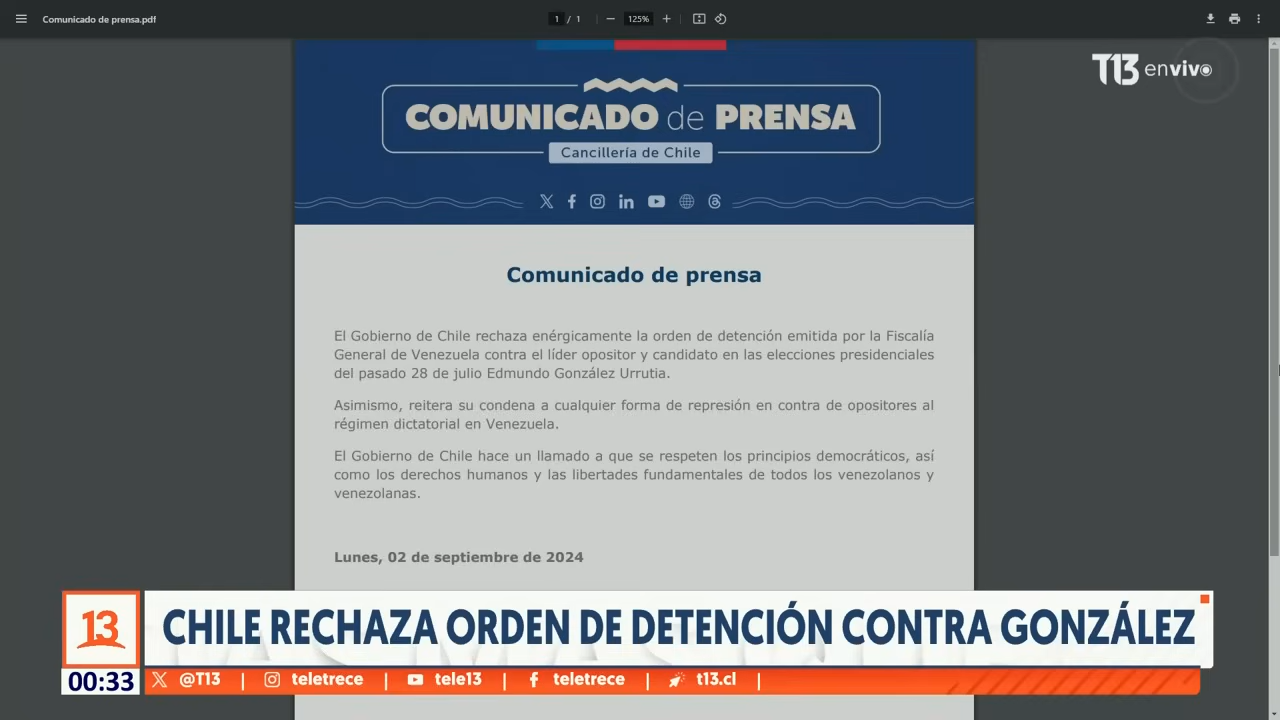 Comunicado de prensa.pdf
1 / 1
125%
T13 en vivo
COMUNICADO de PRENSA
Cancillería de Chile
Comunicado de prensa
El Gobierno de Chile rechaza enérgicamente la orden de detención emitida por la Fiscalía
General de Venezuela contra el líder opositor y candidato en las elecciones presidenciales
del pasado 28 de julio Edmundo González Urrutia.
Asimismo, reitera su condena a cualquier forma de represión en contra de opositores al
régimen dictatorial en Venezuela.
El Gobierno de Chile hace un llamado a que se respeten los principios democráticos, así
como los derechos humanos y las libertades fundamentales de todos los venezolanos y
venezolanas.
Lunes, 02 de septiembre de 2024
13
CHILE RECHAZA ORDEN DE DETENCIÓN CONTRA GONZÁLEZ
00:33
@T13 | teletrece | tele13 | teletrece | t13.cl |